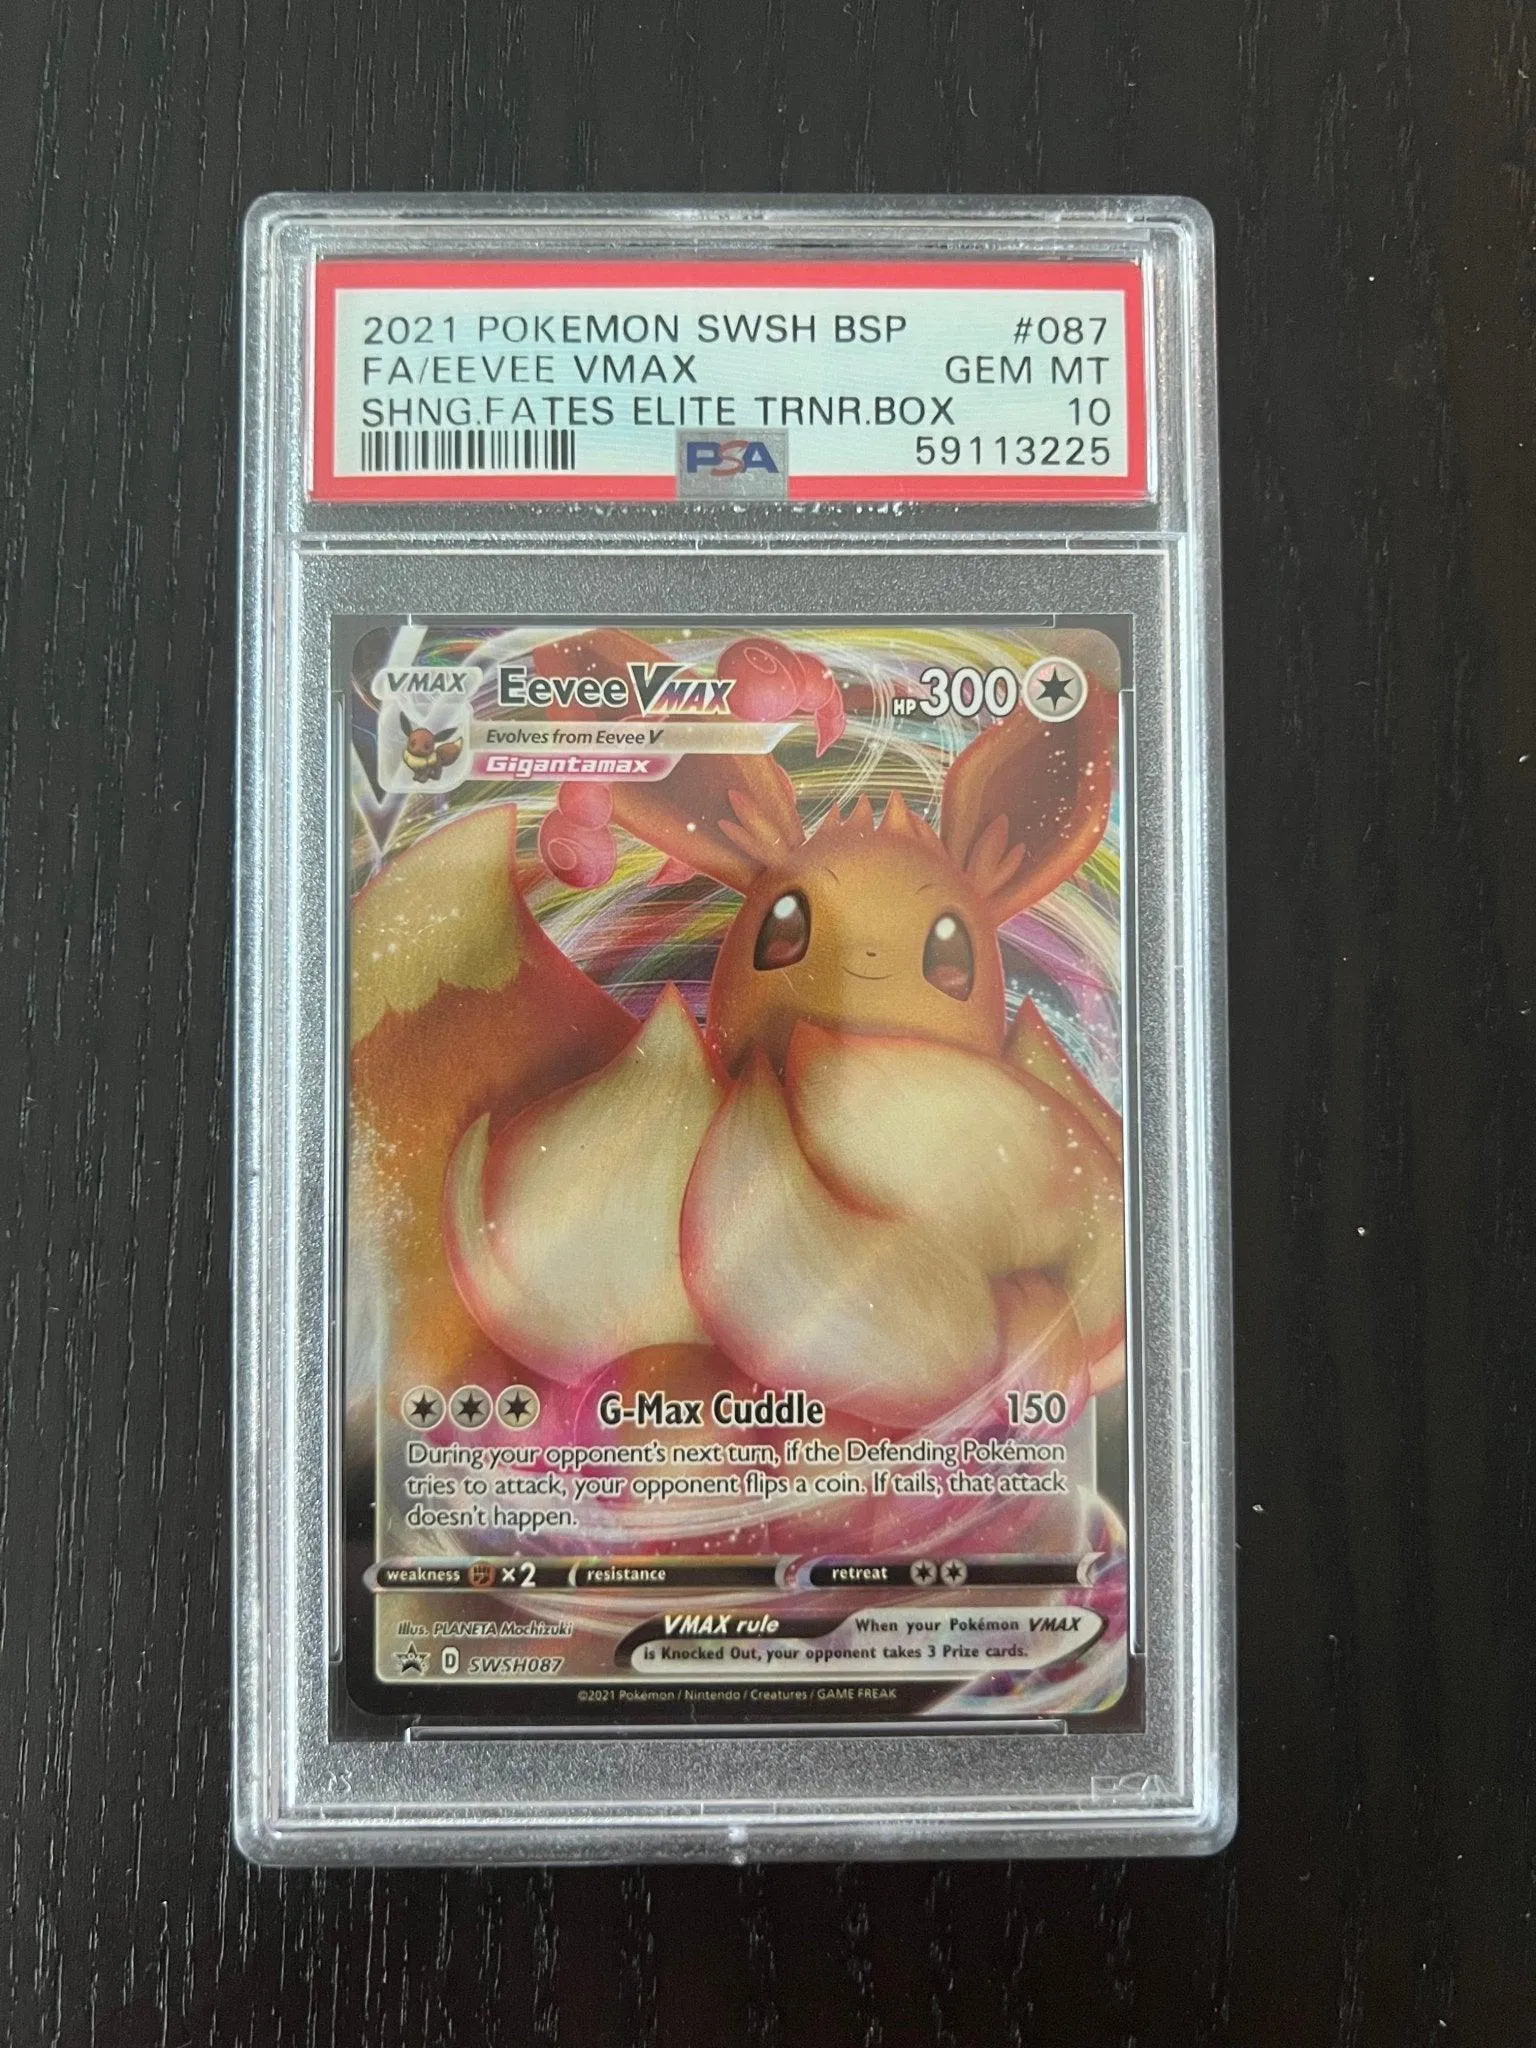 2021 POKEMON SWSH BSP #087
FA/EEVEE VMAX GEM MT
SHNG.FATES ELITE TRNR.BOX 10
PSA 59113225
VMAX Eevee VMAX HP 300
Evolves from Eevee V
Gigantamax
G-Max Cuddle 150
During your opponent's next turn, if the Defending Pokémon
tries to attack, your opponent flips a coin. If tails, that attack
doesn't happen.
weakness ×2 resistance retreat
Illus. PLANETA Mochizuki
VMAX rule When your Pokémon VMAX
is Knocked Out, your opponent takes 3 Prize cards.
D SWSH087
©2021 Pokémon / Nintendo / Creatures / GAME FREAK
PSA